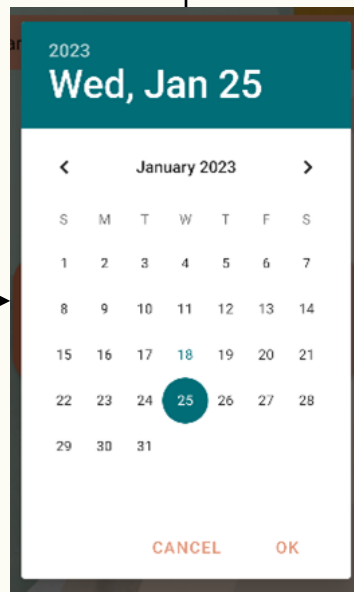 2023
Wed, Jan 25
January 2023
S M T W T F S
1 2 3 4 5 6 7
8 9 10 11 12 13 14
15 16 17 18 19 20 21
22 23 24 25 26 27 28
29 30 31
CANCEL OK